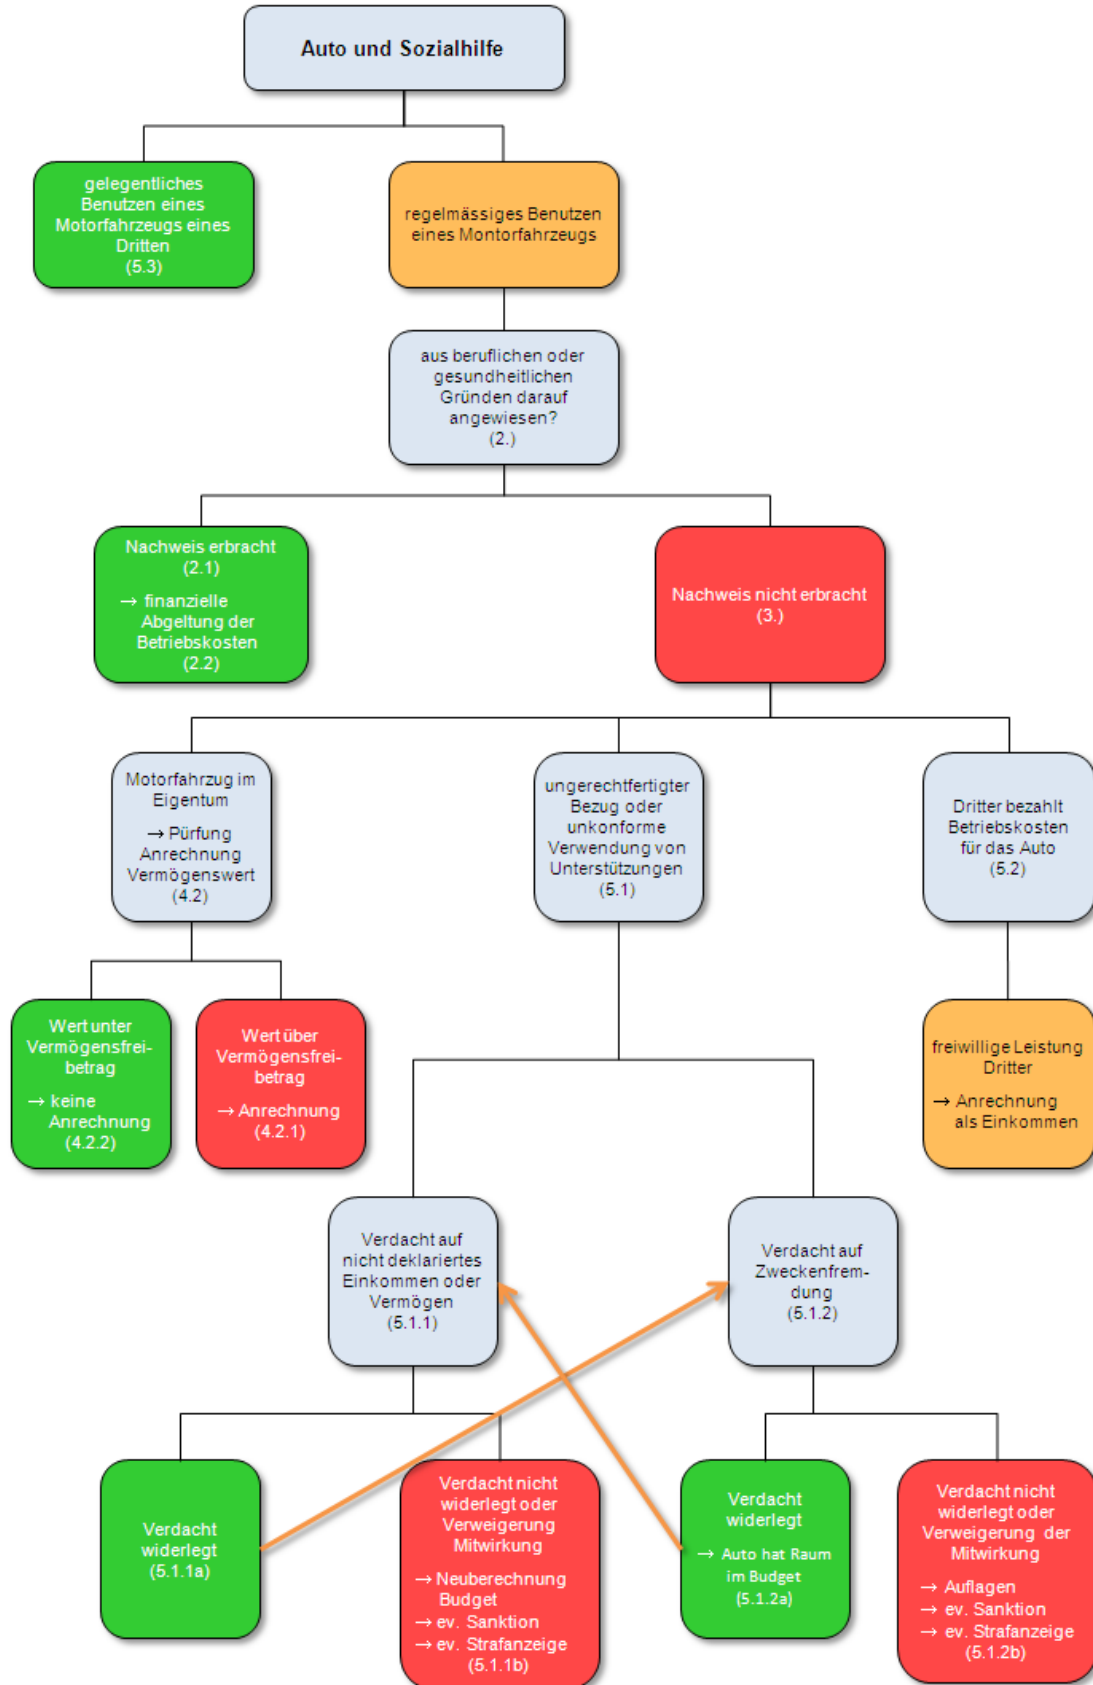 Auto und Sozialhilfe
gelegentliches
Benutzen eines
Motorfahrzeugs eines
Dritten
(5.3)
regelmässiges Benutzen
eines Montorfahrzeugs
aus beruflichen oder
gesundheitlichen
Gründen darauf
angewiesen?
(2.)
Nachweis erbracht
(2.1)
→ finanzielle
Abgeltung der
Betriebskosten
(2.2)
Nachweis nicht erbracht
(3.)
Motorfahrzug im
Eigentum
→ Pürfung
Anrechnung
Vermögenswert
(4.2)
ungerechtfertigter
Bezug oder
unkonforme
Verwendung von
Unterstützungen
(5.1)
Dritter bezahlt
Betriebskosten
für das Auto
(5.2)
Wert unter
Vermögensfrei-
betrag
→ keine
Anrechnung
(4.2.2)
Wert über
Vermögensfrei-
betrag
→ Anrechnung
(4.2.1)
freiwillige Leistung
Dritter
→ Anrechnung
als Einkommen
Verdacht auf
nicht deklariertes
Einkommen oder
Vermögen
(5.1.1)
Verdacht auf
Zweckenfrem-
dung
(5.1.2)
Verdacht
widerlegt
(5.1.1a)
Verdacht nicht
widerlegt oder
Verweigerung
Mitwirkung
→ Neuberechnung
Budget
→ ev. Sanktion
→ ev. Strafanzeige
(5.1.1b)
Verdacht
widerlegt
→ Auto hat Raum
im Budget
(5.1.2a)
Verdacht nicht
widerlegt oder
Verweigerung der
Mitwirkung
→ Auflagen
→ ev. Sanktion
→ ev. Strafanzeige
(5.1.2b)